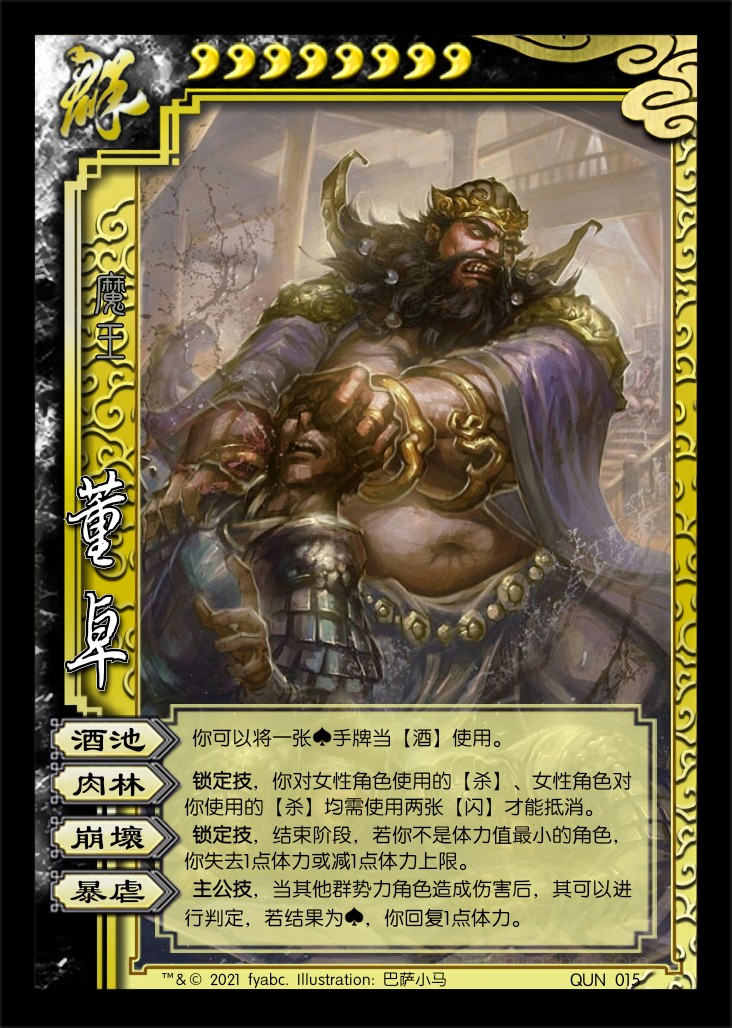 群
魔王
董卓
酒池
你可以将一张♠手牌当【酒】使用。
肉林
锁定技，你对女性角色使用的【杀】、女性角色对
你使用的【杀】均需使用两张【闪】才能抵消。
崩壞
锁定技，结束阶段，若你不是体力值最小的角色，
你失去1点体力或减1点体力上限。
暴虐
主公技，当其他群势力角色造成伤害后，其可以进
行判定，若结果为♠，你回复1点体力。
™&© 2021 fyabc. Illustration: 巴萨小马
QUN 015